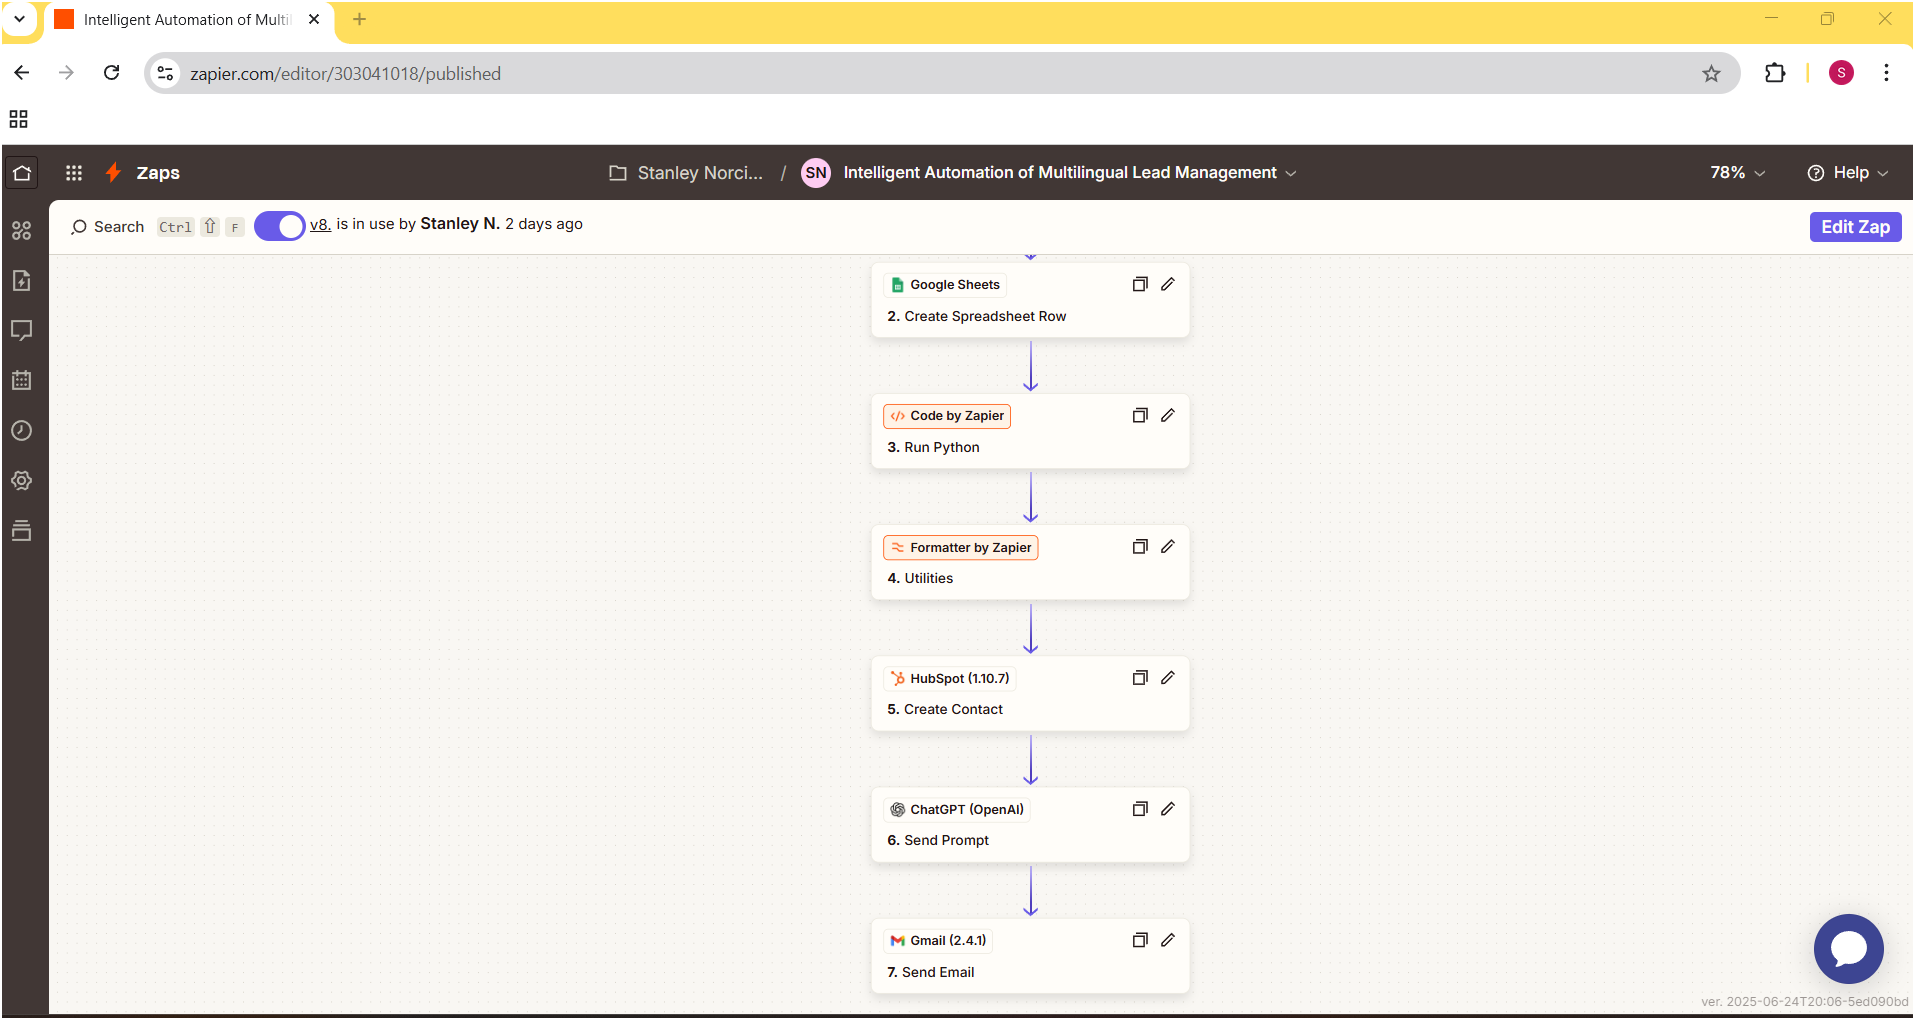 Intelligent Automation of Multi
zapier.com/editor/303041018/published
S
Zaps
Stanley Norci... / SN Intelligent Automation of Multilingual Lead Management
78%
Help
Search Ctrl ⇧ F
v8. is in use by Stanley N. 2 days ago
Edit Zap
Google Sheets
2. Create Spreadsheet Row
Code by Zapier
3. Run Python
Formatter by Zapier
4. Utilities
HubSpot (1.10.7)
5. Create Contact
ChatGPT (OpenAI)
6. Send Prompt
Gmail (2.4.1)
7. Send Email
ver. 2025-06-24T20:06-5ed090bd